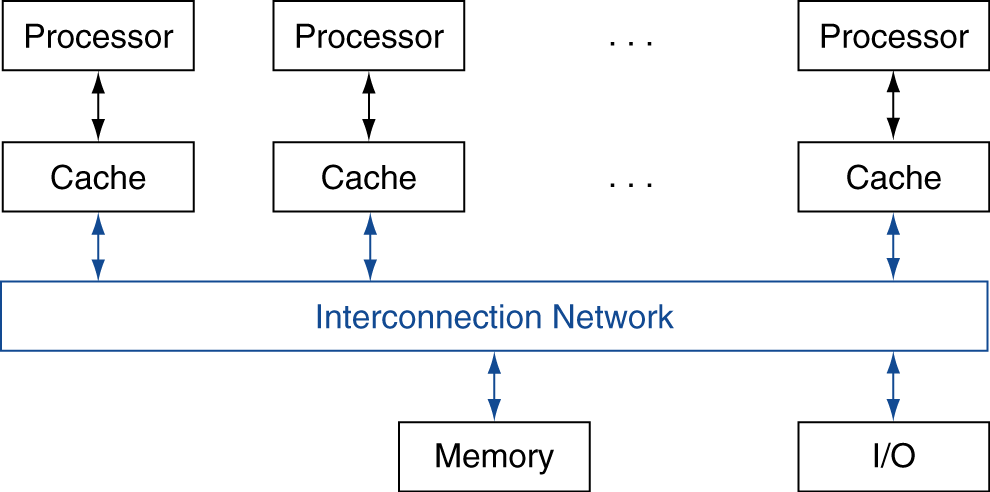 Processor Processor . . . Processor
Cache Cache . . . Cache
Interconnection Network
Memory I/O